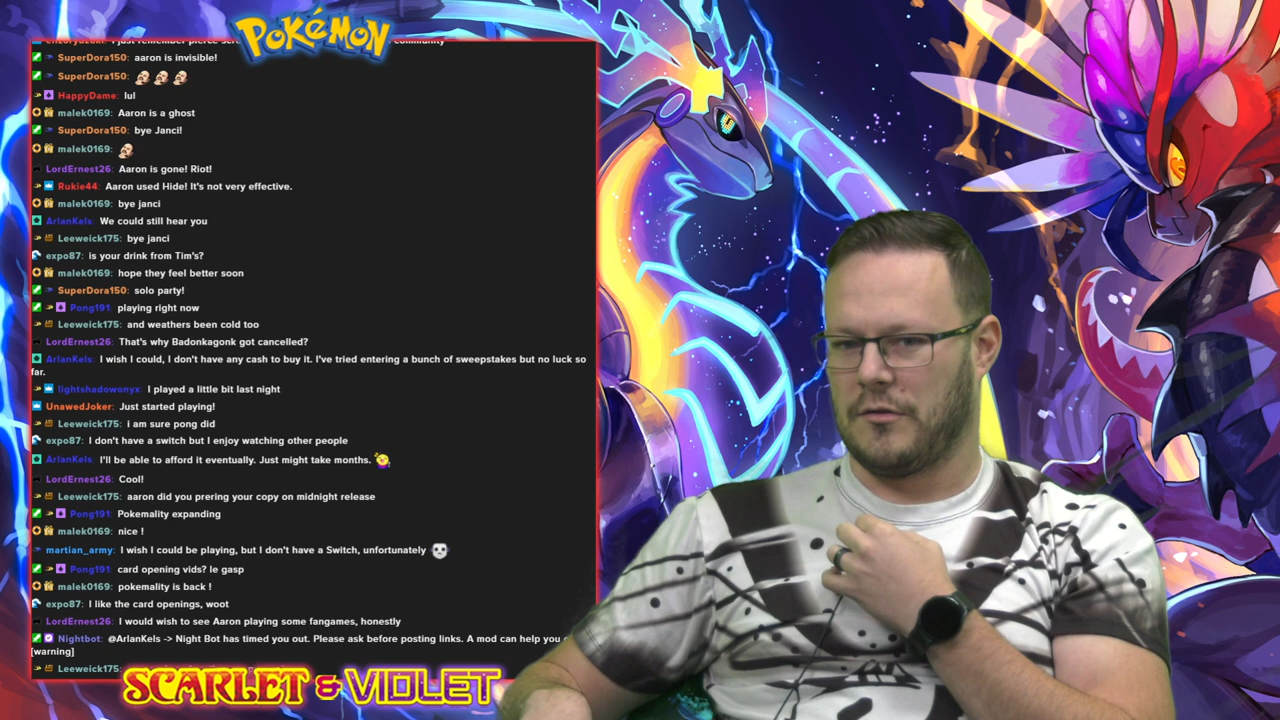 POKÉMON
community
SuperDora150: aaron is invisible!
SuperDora150:
HappyDame: lul
malek0169: Aaron is a ghost
SuperDora150: bye Janci!
malek0169:
LordErnest26: Aaron is gone! Riot!
Rukie44: Aaron used Hide! It's not very effective.
malek0169: bye janci
ArlanKels: We could still hear you
Leeweick175: bye janci
expo87: is your drink from Tim's?
malek0169: hope they feel better soon
SuperDora150: solo party!
Pong191: playing right now
Leeweick175: and weathers been cold too
LordErnest26: That's why Badonkagonk got cancelled?
ArlanKels: I wish I could, I don't have any cash to buy it. I've tried entering a bunch of sweepstakes but no luck so
far.
lightshadowonyx: I played a little bit last night
UnawedJoker: Just started playing!
Leeweick175: i am sure pong did
expo87: I don't have a switch but I enjoy watching other people
ArlanKels: I'll be able to afford it eventually. Just might take months.
LordErnest26: Cool!
Leeweick175: aaron did you prering your copy on midnight release
Pong191: Pokemality expanding
malek0169: nice !
martian_army: I wish I could be playing, but I don't have a Switch, unfortunately
Pong191: card opening vids? le gasp
malek0169: pokemality is back !
expo87: I like the card openings, woot
LordErnest26: I would wish to see Aaron playing some fangames, honestly
Nightbot: @ArlanKels -> Night Bot has timed you out. Please ask before posting links. A mod can help you
[warning]
Leeweick175:
SCARLET & VIOLET